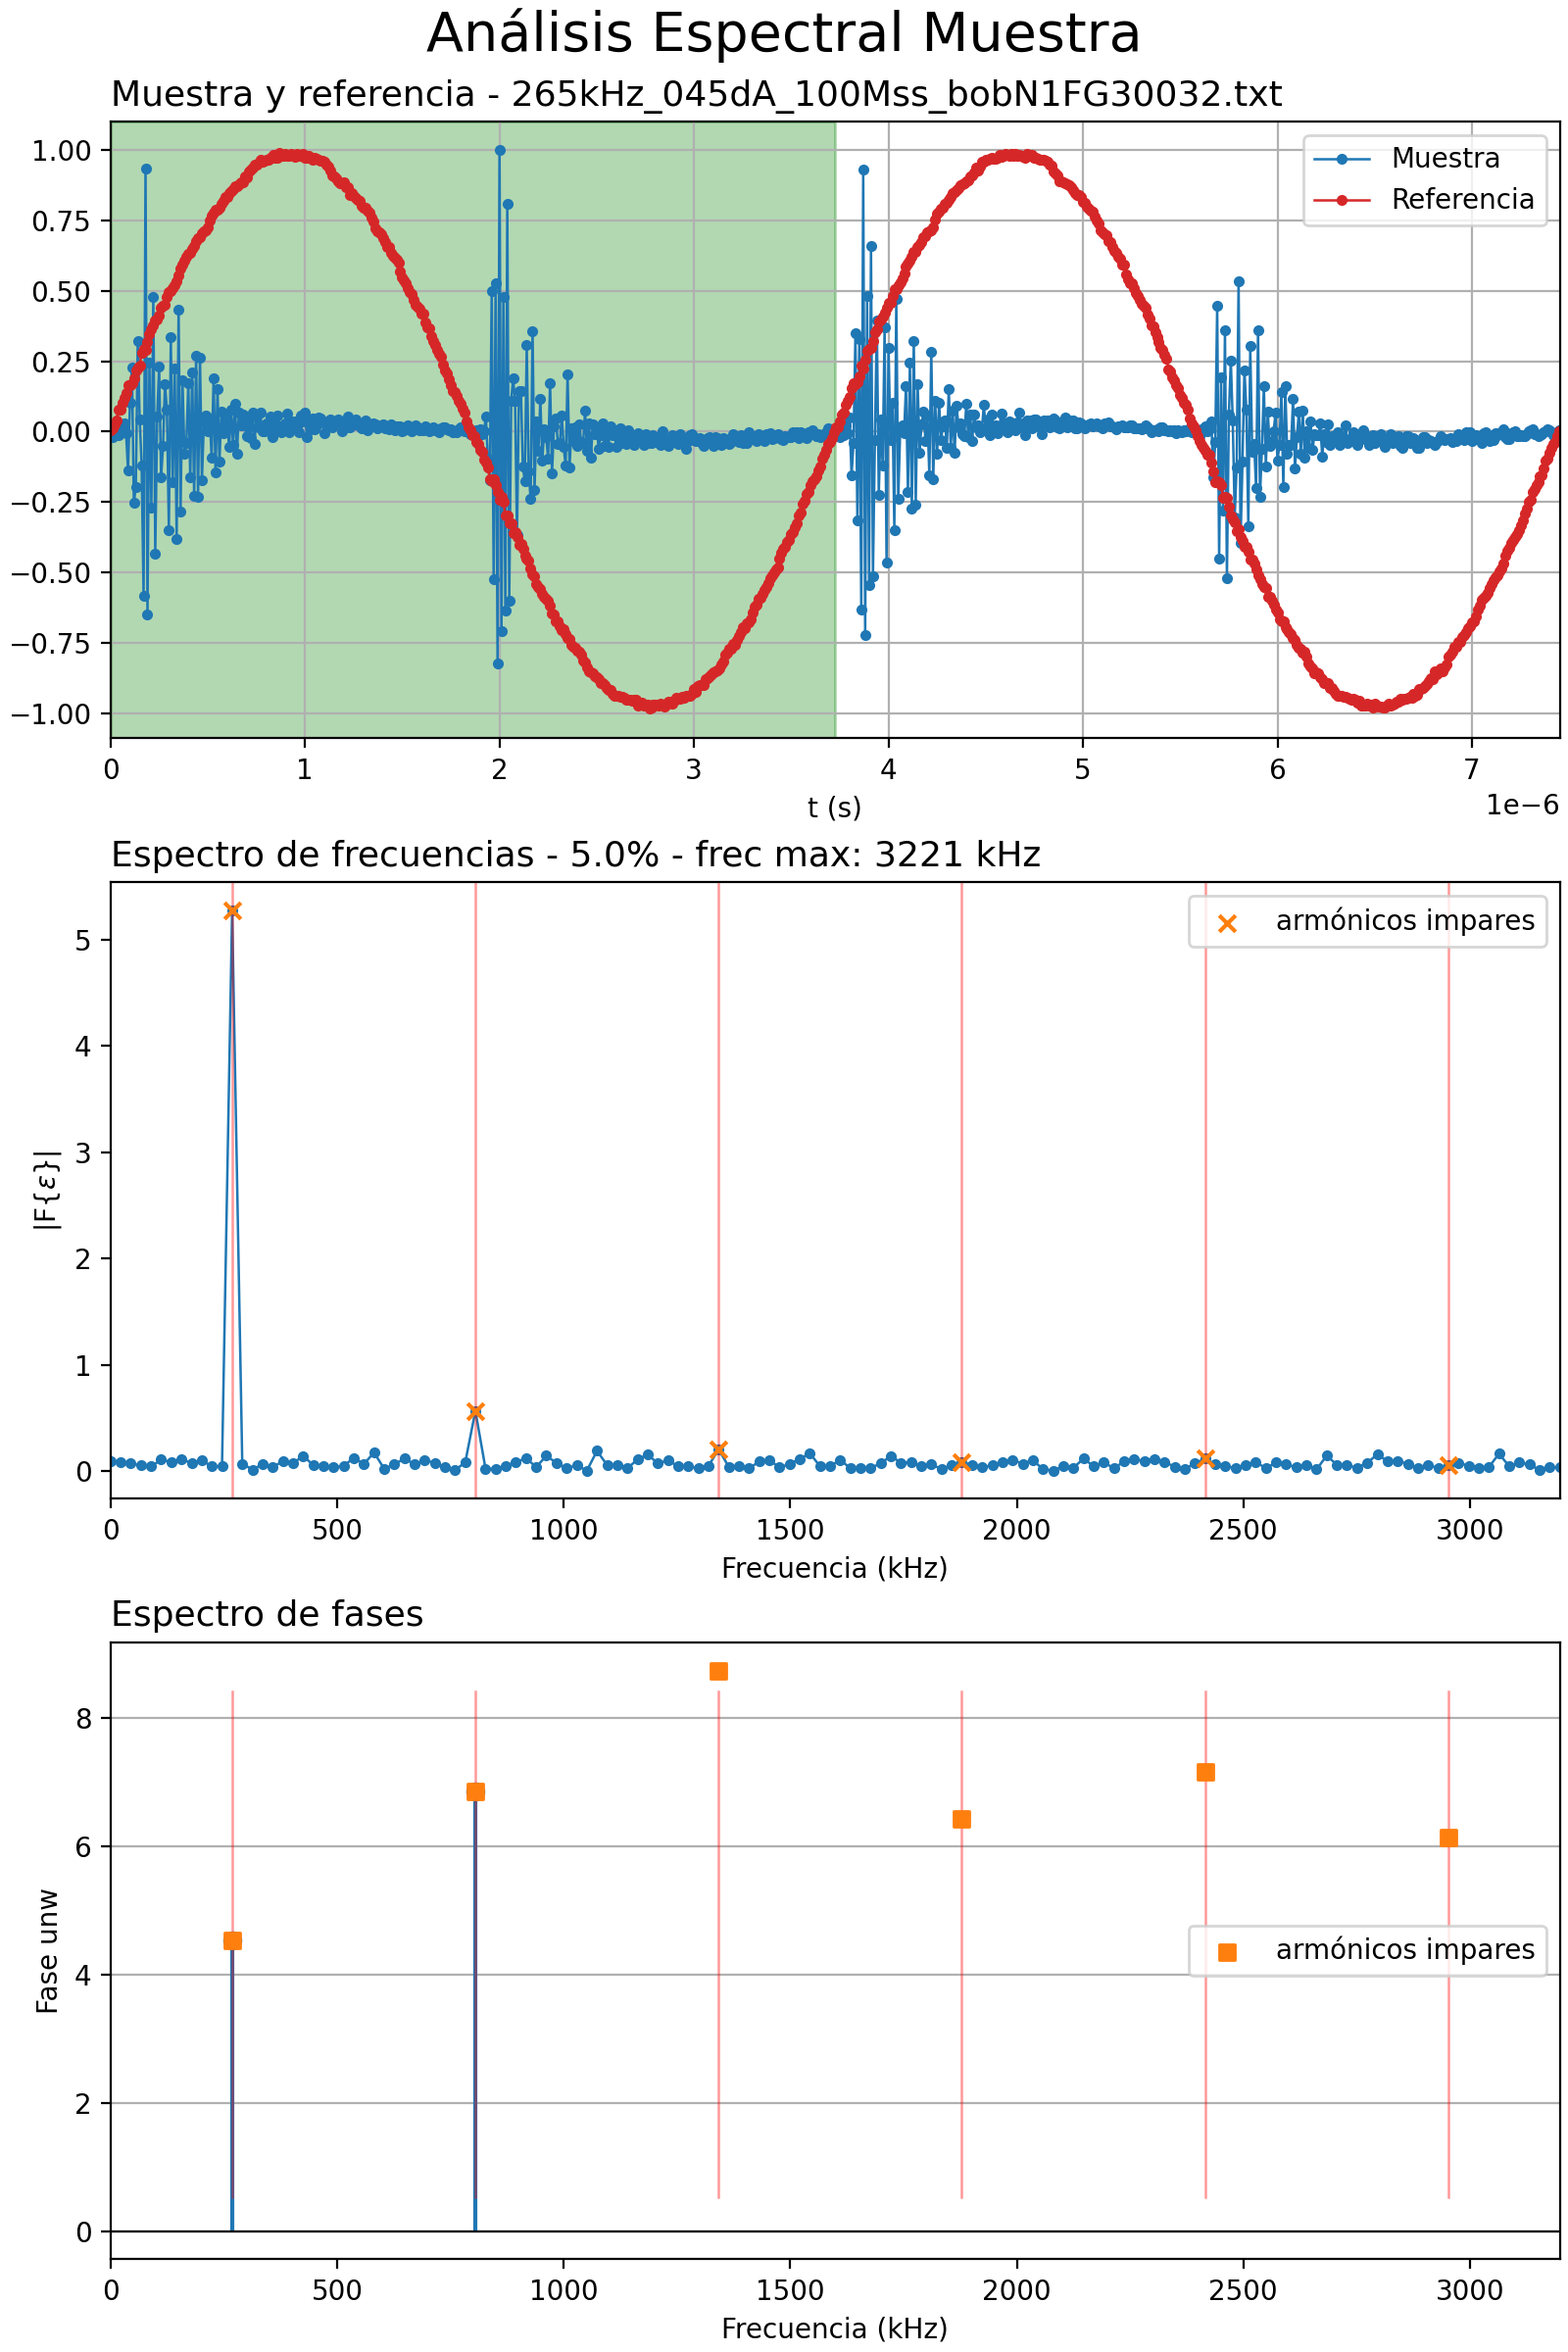 Análisis Espectral Muestra
Muestra y referencia - 265kHz_045dA_100Mss_bobN1FG30032.txt
1.00
0.75
0.50
0.25
0.00
−0.25
−0.50
−0.75
−1.00
Muestra
Referencia
0 1 2 3 4 5 6 7
t (s)
1e−6
Espectro de frecuencias - 5.0% - frec max: 3221 kHz
|F{ε}|
5
4
3
2
1
0
armónicos impares
0 500 1000 1500 2000 2500 3000
Frecuencia (kHz)
Espectro de fases
Fase unw
8
6
4
2
0
armónicos impares
0 500 1000 1500 2000 2500 3000
Frecuencia (kHz)